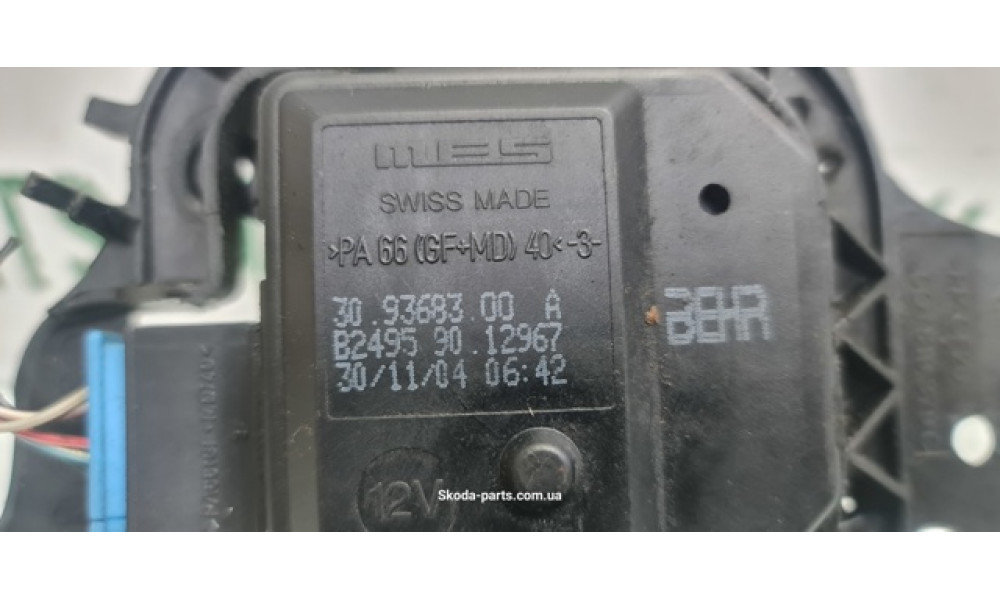 MES
SWISS MADE
>PA 66 (GF+MD) 40<-3-
30.93683.00 A
B2495 90.12967
30/11/04 06:42
BEHR
12V
Skoda-parts.com.ua